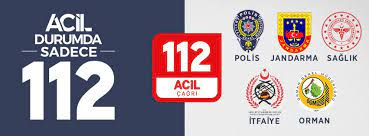 ACİL
DURUMDA
SADECE
112
112
ACİL
ÇAĞRI
POLİS
JANDARMA
SAĞLIK
İTFAİYE
ORMAN